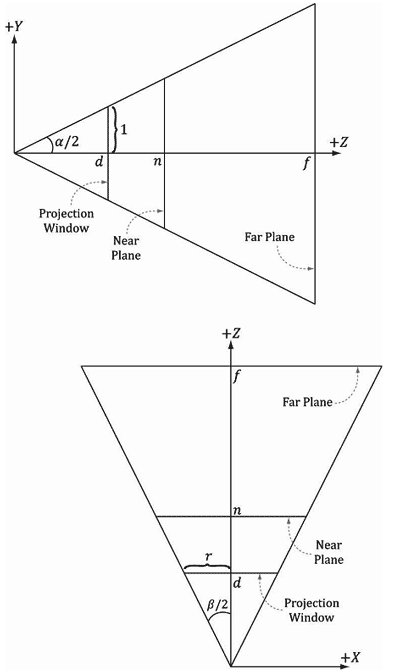 +Y
α/2
1
+Z
d
n
f
Projection
Window
Near
Plane
Far Plane
+Z
f
Far Plane
n
r
Near
Plane
d
β/2
Projection
Window
+X